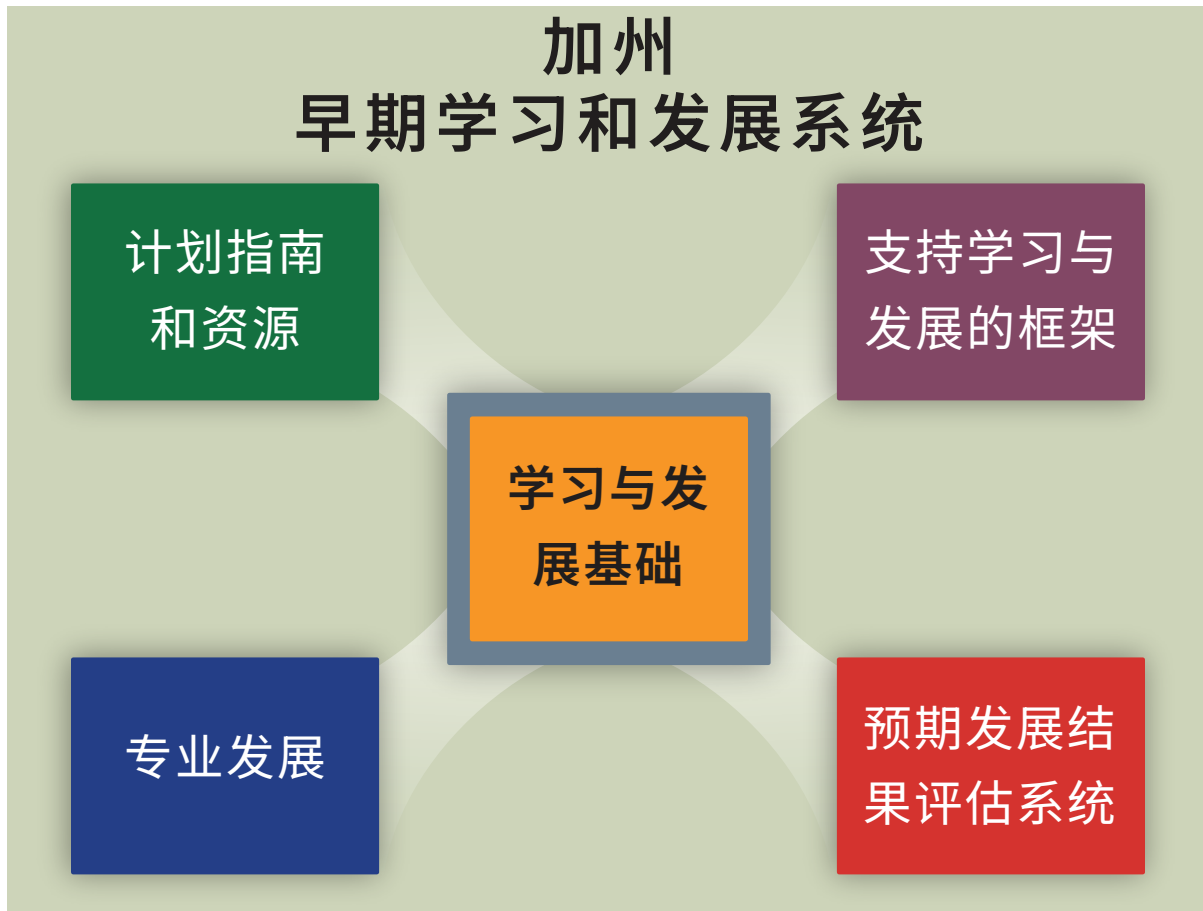 加州
早期学习和发展系统
计划指南
和资源
支持学习与
发展的框架
学习与发
展基础
专业发展
预期发展结
果评估系统